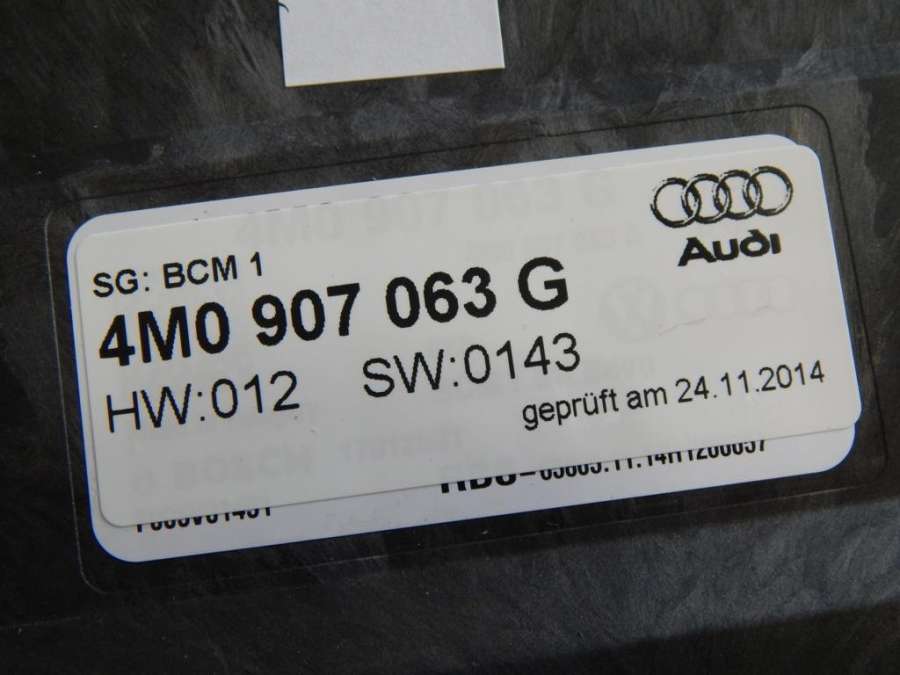 Audi
SG: BCM 1
4M0 907 063 G
HW:012 SW:0143
geprüft am 24.11.2014